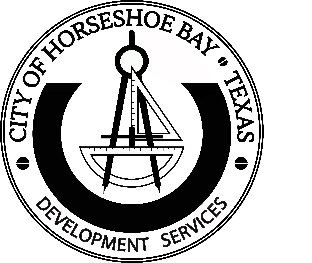 CITY OF HORSESHOE BAY " TEXAS
DEVELOPMENT SERVICES